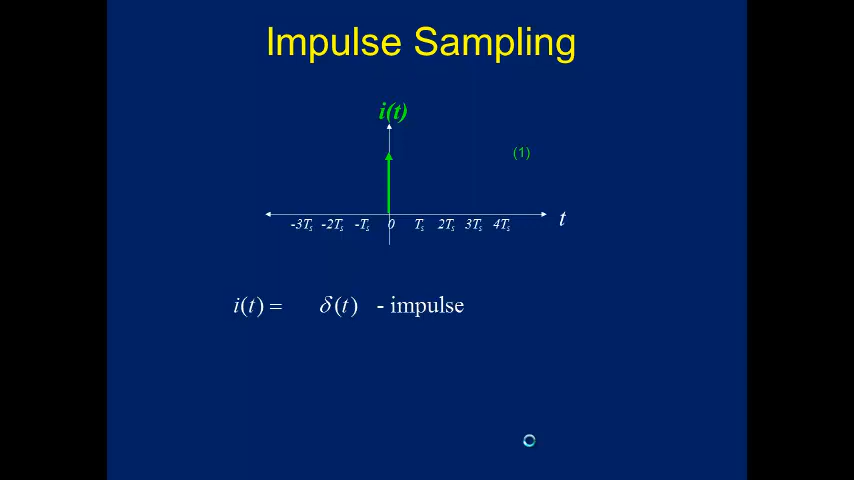 Impulse Sampling
i(t)
(1)
-3Ts -2Ts -Ts 0 Ts 2Ts 3Ts 4Ts t
i(t) = δ(t) - impulse